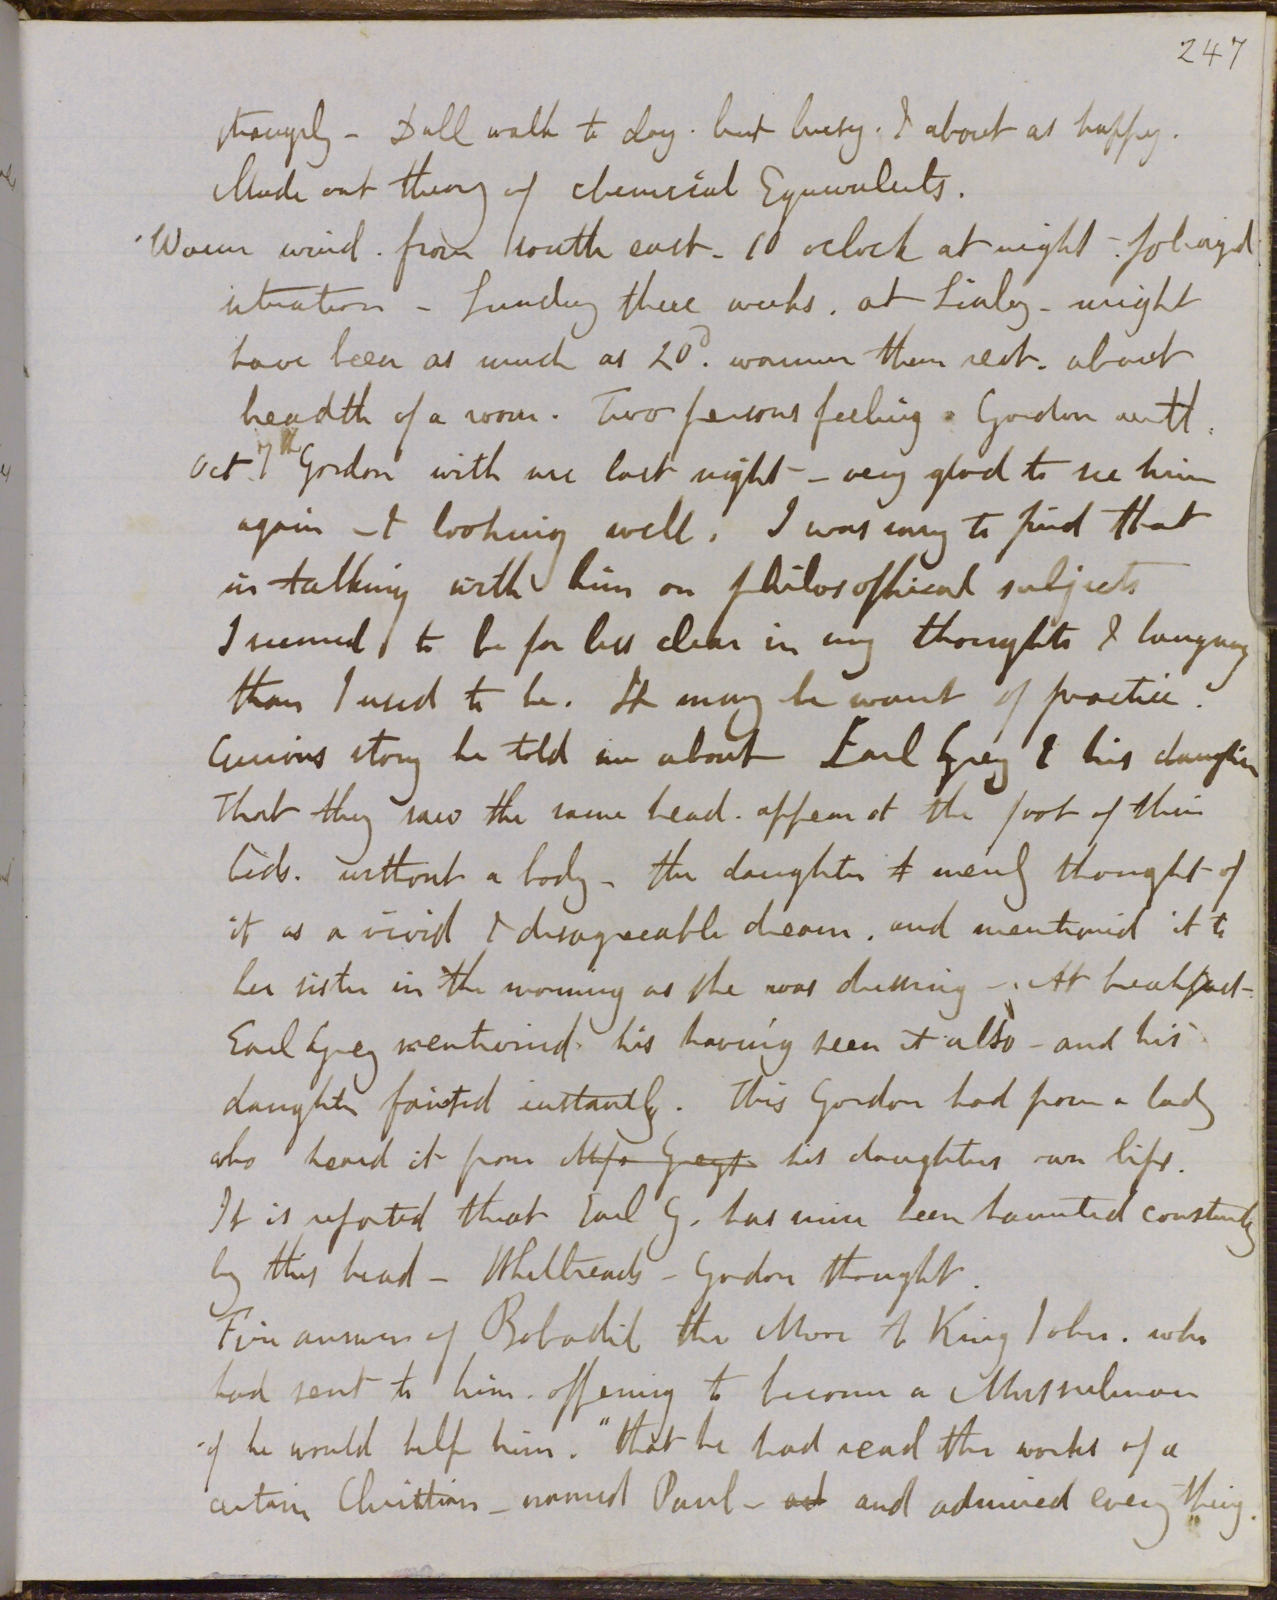 247
strangely - Dull walk to day. but busy. I about as happy.
Made out theory of chemical Equivalents.
Warm wind. from south east - 10 oclock at night -
situation - Sunday three weeks. at - might
have been as much as 20° warmer than rest. about
breadth of a room. Two persons feeling. Gordon
Oct 7th Gordon with me last night - very glad to see him
again - & looking well. I was sorry to find that
in talking with him on philosophical subjects
I seemed to be far less clear in my thoughts & language
than I used to be. It may be want of practice.
Curious story he told me about Earl Grey & his daughter
That they saw the same head. appear at the foot of their
beds. without a body - the daughter merely thought of
it as a vivid & disagreeable dream. and mentioned it to
her sister in the morning as she was dressing - At breakfast -
Earl Grey mentioned his having seen it also - and his
daughter fainted instantly. This Gordon had from a lady
who heard it from his daughters own lips.
It is reported that Earl G. has since been haunted constantly
by this head - Whitbreads - Gordon thought.
Fine answer of Bobadil the Moor to King John. who
had sent to him. offering to become a Mussulman
if he would help him. "that he had read the works of a
certain Christian - named Paul - and admired every thing.